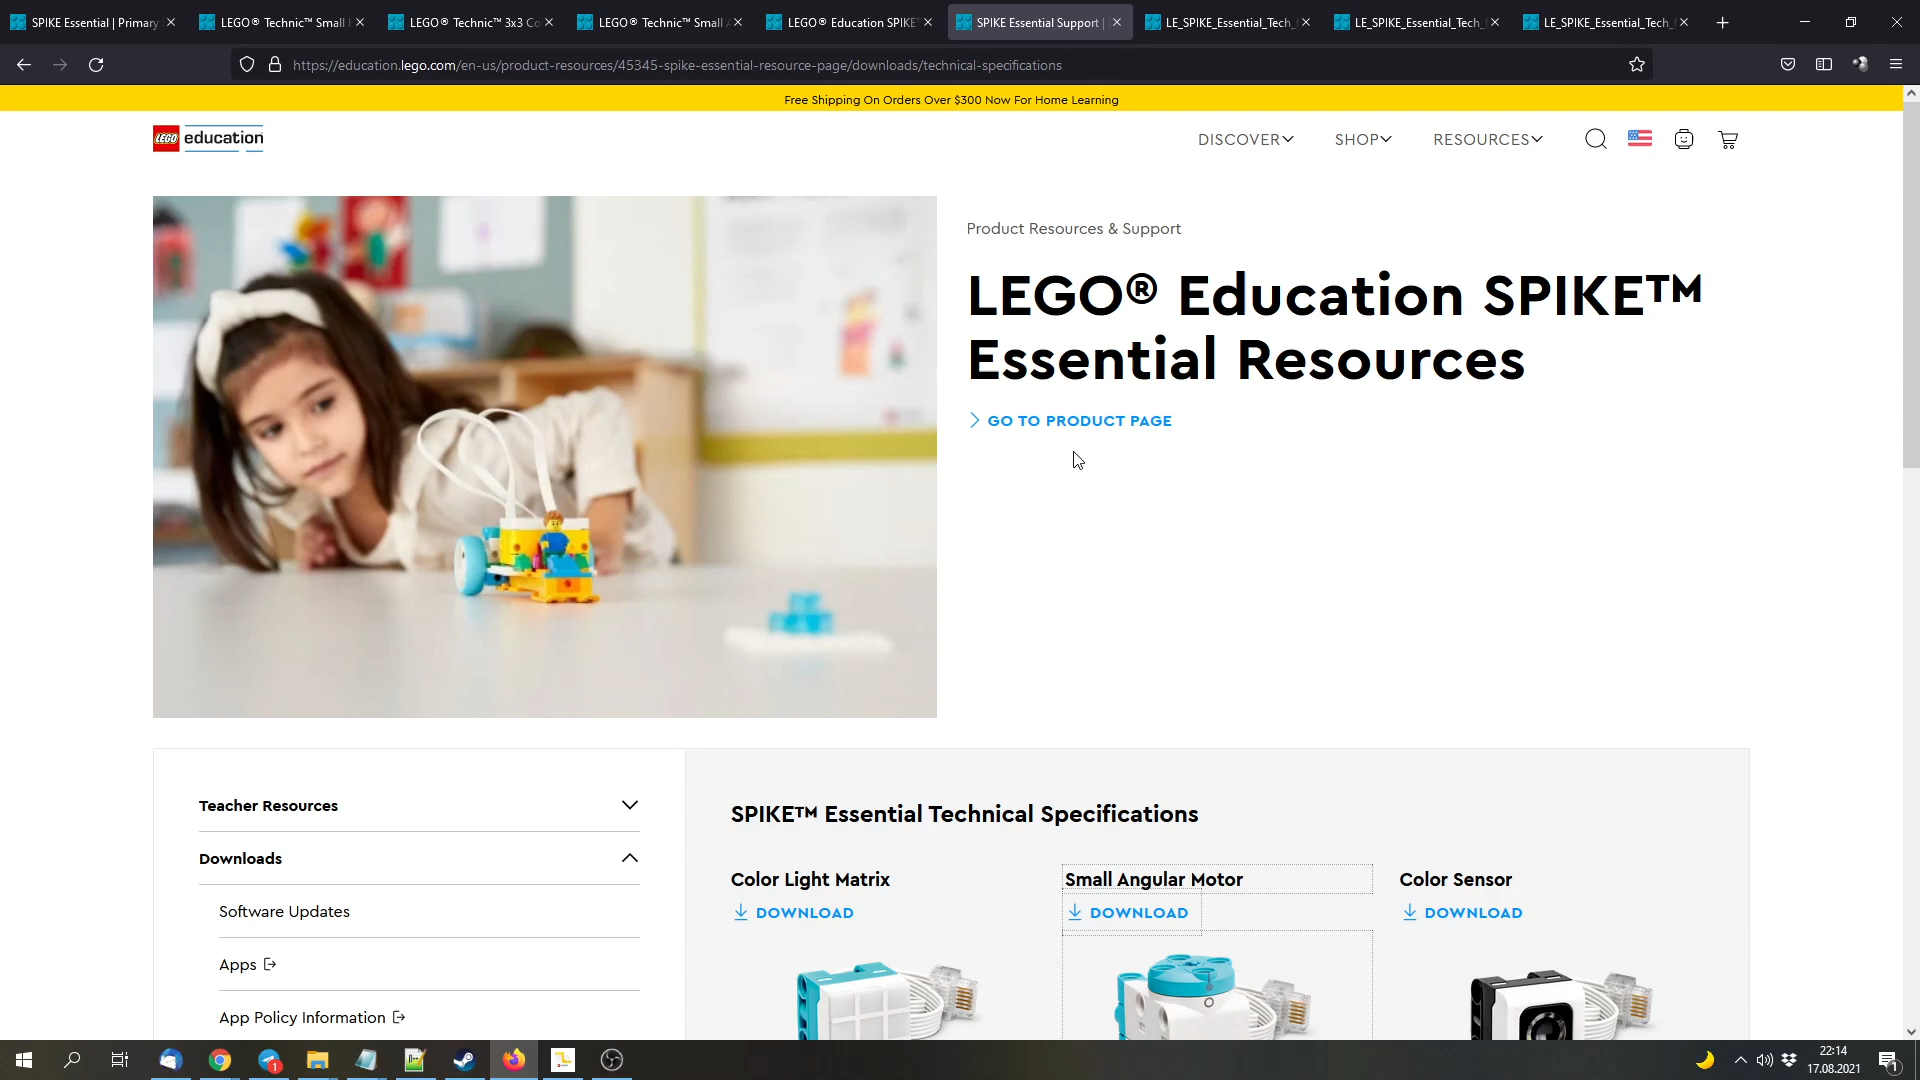 SPIKE Essential | Primary
LEGO® Technic™ Small
LEGO® Technic™ 3x3 Co
LEGO® Technic™ Small
LEGO® Education SPIKE™
SPIKE Essential Support |
LE_SPIKE_Essential_Tech_
LE_SPIKE_Essential_Tech_
LE_SPIKE_Essential_Tech_
https://education.lego.com/en-us/product-resources/45345-spike-essential-resource-page/downloads/technical-specifications
Free Shipping On Orders Over $300 Now For Home Learning
LEGO education
DISCOVER
SHOP
RESOURCES
Product Resources & Support
LEGO® Education SPIKE™
Essential Resources
GO TO PRODUCT PAGE
Teacher Resources
Downloads
Software Updates
Apps
App Policy Information
SPIKE™ Essential Technical Specifications
Color Light Matrix
DOWNLOAD
Small Angular Motor
DOWNLOAD
Color Sensor
DOWNLOAD
1
22:14
17.08.2021
1